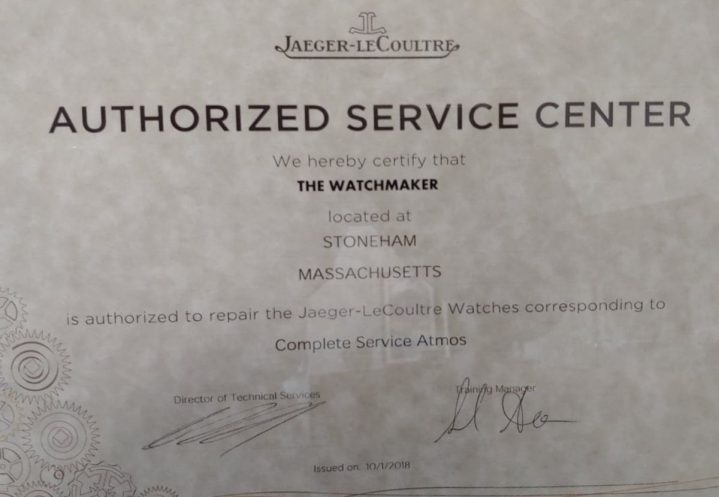 JAEGER-LECOULTRE
AUTHORIZED SERVICE CENTER
We hereby certify that
THE WATCHMAKER
located at
STONEHAM
MASSACHUSETTS
is authorized to repair the Jaeger-LeCoultre Watches corresponding to
Complete Service Atmos
Director of Technical Services
Training Manager
Issued on: 10/1/2018